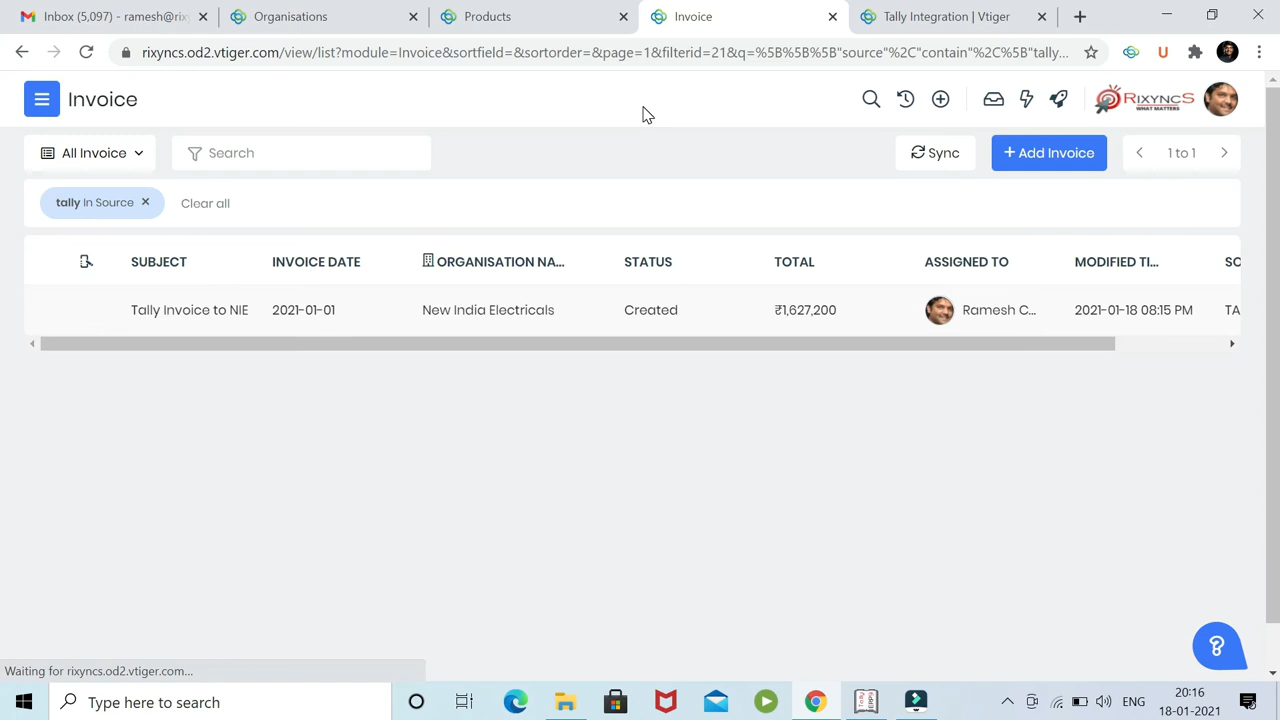 Inbox (5,097) - ramesh@rix
Organisations
Products
Invoice
Tally Integration | Vtiger
rixyncs.od2.vtiger.com/view/list?module=Invoice&sortfield=&sortorder=&page=1&filterid=21&q=%5B%5B%5B"source"%2C"contain"%2C%5B"tally...
Invoice
RIXYNCS
WHAT MATTERS
All Invoice
Search
Sync
+ Add Invoice
1 to 1
tally In Source ×
Clear all
SUBJECT INVOICE DATE ORGANISATION NA... STATUS TOTAL ASSIGNED TO MODIFIED TI... SO
Tally Invoice to NIE 2021-01-01 New India Electricals Created ₹1,627,200 Ramesh C... 2021-01-18 08:15 PM TA
?
Waiting for rixyncs.od2.vtiger.com...
Type here to search
ENG
20:16
18-01-2021